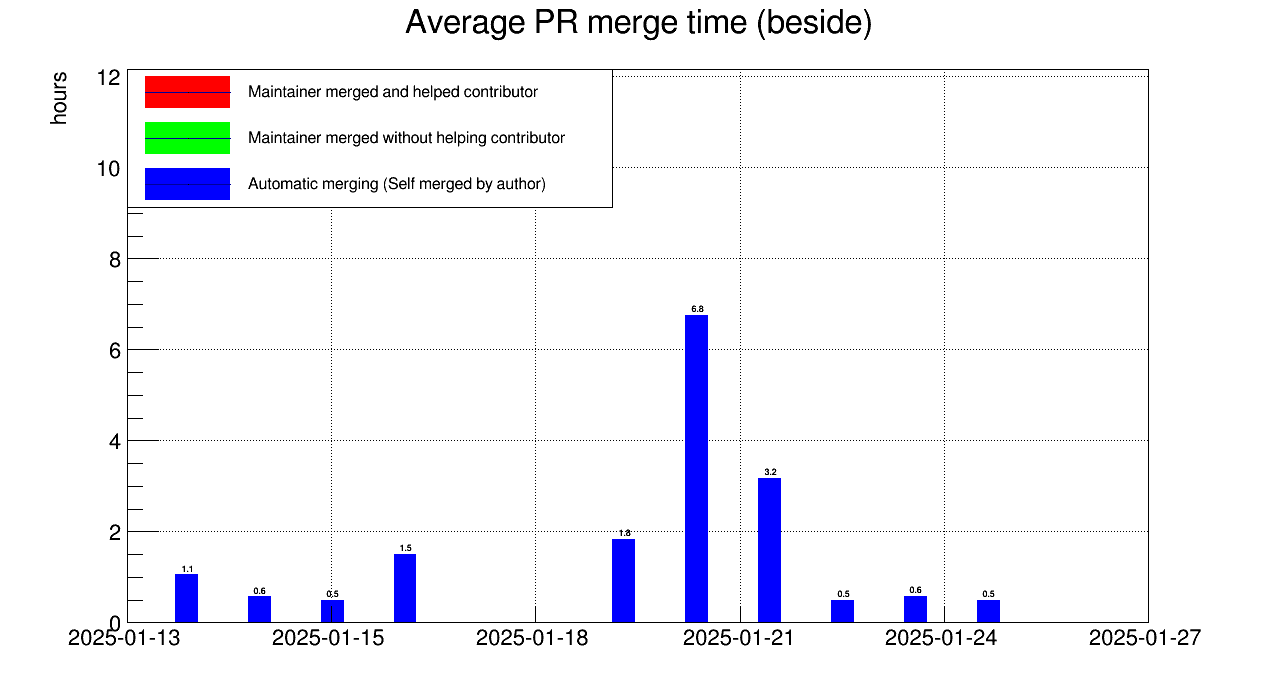 Average PR merge time (beside)
hours
12
10
8
6
4
2
0
Maintainer merged and helped contributor
Maintainer merged without helping contributor
Automatic merging (Self merged by author)
1.1
0.6
0.5
1.5
1.8
6.8
3.2
0.5
0.6
0.5
2025-01-13 2025-01-15 2025-01-18 2025-01-21 2025-01-24 2025-01-27